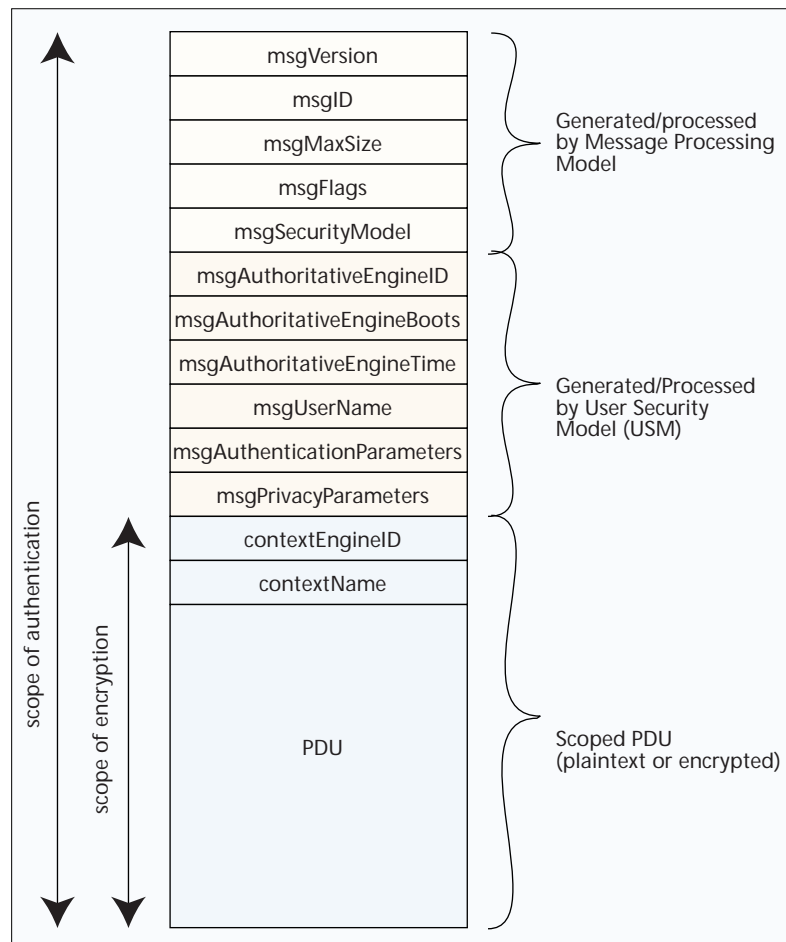 msgVersion
msgID
msgMaxSize
msgFlags
msgSecurityModel
Generated/processed
by Message Processing
Model
msgAuthoritativeEngineID
msgAuthoritativeEngineBoots
msgAuthoritativeEngineTime
msgUserName
msgAuthenticationParameters
msgPrivacyParameters
Generated/Processed
by User Security
Model (USM)
contextEngineID
contextName
PDU
Scoped PDU
(plaintext or encrypted)
scope of authentication
scope of encryption